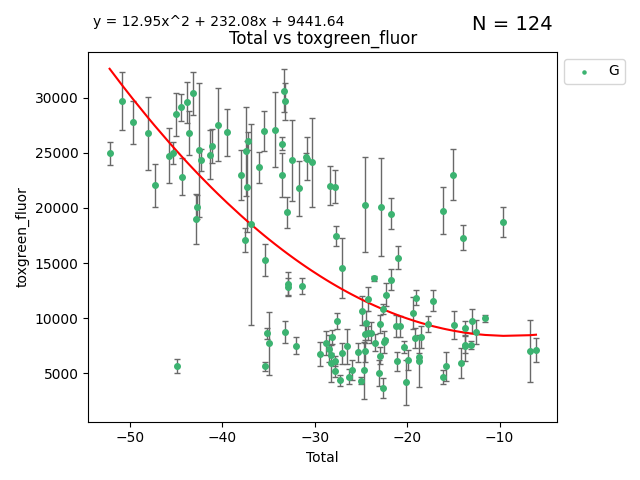 y = 12.95x^2 + 232.08x + 9441.64
N = 124
Total vs toxgreen_fluor
G
toxgreen_fluor
30000
25000
20000
15000
10000
5000
−50 −40 −30 −20 −10
Total